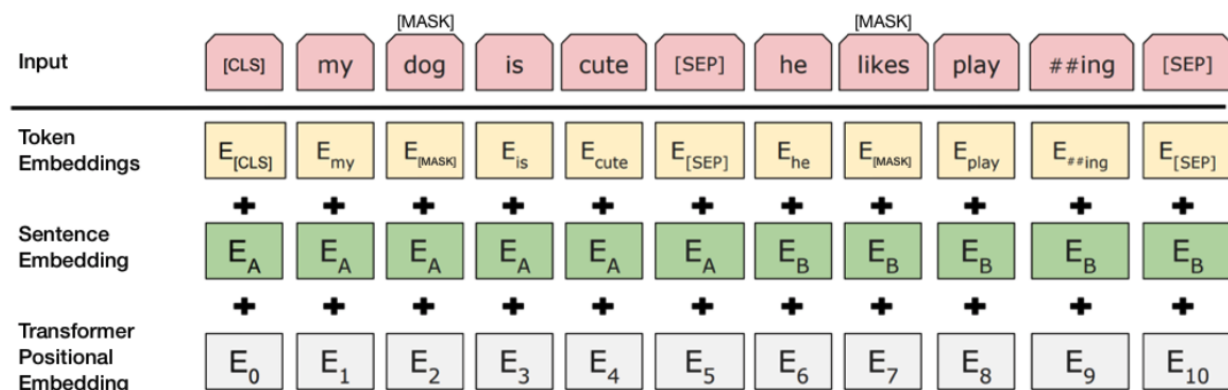 [MASK] [MASK]
Input [CLS] my dog is cute [SEP] he likes play ##ing [SEP]
Token
Embeddings E[CLS] Emy E[MASK] Eis Ecute E[SEP] Ehe E[MASK] Eplay E##ing E[SEP]
Sentence
Embedding EA EA EA EA EA EA EB EB EB EB EB
Transformer
Positional
Embedding E0 E1 E2 E3 E4 E5 E6 E7 E8 E9 E10